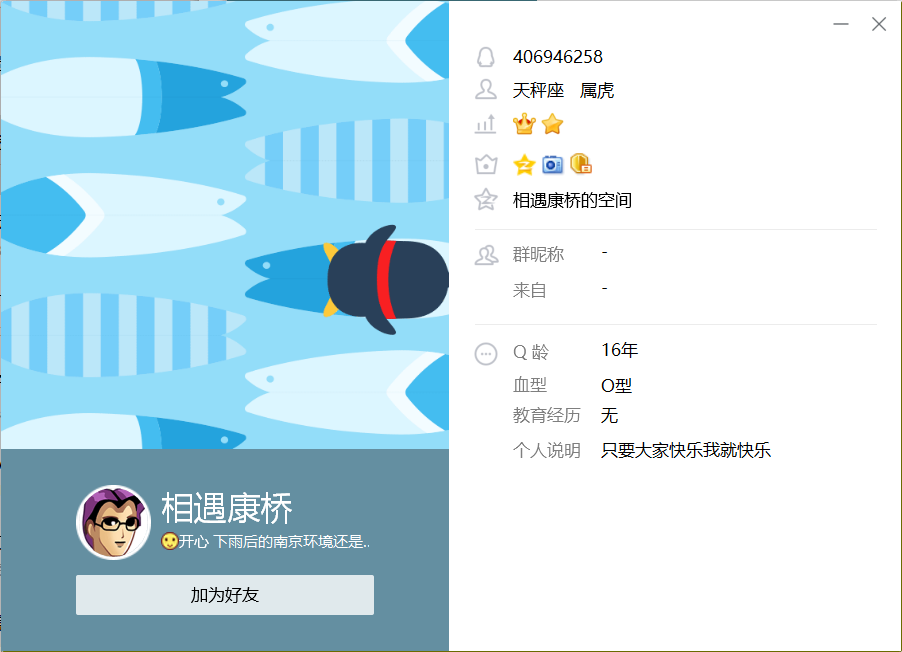 406946258
天秤座 属虎
相遇康桥的空间
群昵称 -
来自 -
Q 龄 16年
血型 O型
教育经历 无
个人说明 只要大家快乐我就快乐
相遇康桥
开心 下雨后的南京环境还是..
加为好友